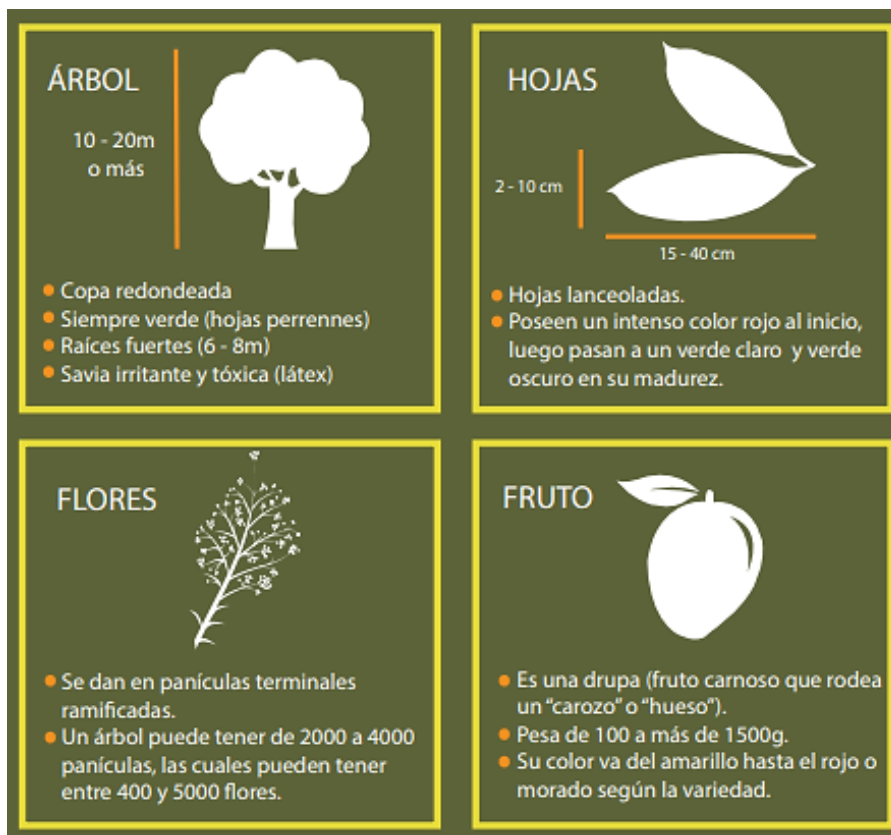 ÁRBOL
10 - 20m
o más
• Copa redondeada
• Siempre verde (hojas perrennes)
• Raíces fuertes (6 - 8m)
• Savia irritante y tóxica (látex)
HOJAS
2 - 10 cm
15 - 40 cm
• Hojas lanceoladas.
• Poseen un intenso color rojo al inicio,
luego pasan a un verde claro y verde
oscuro en su madurez.
FLORES
• Se dan en panículas terminales
ramificadas.
• Un árbol puede tener de 2000 a 4000
panículas, las cuales pueden tener
entre 400 y 5000 flores.
FRUTO
• Es una drupa (fruto carnoso que rodea
un “carozo” o “hueso”).
• Pesa de 100 a más de 1500g.
• Su color va del amarillo hasta el rojo o
morado según la variedad.